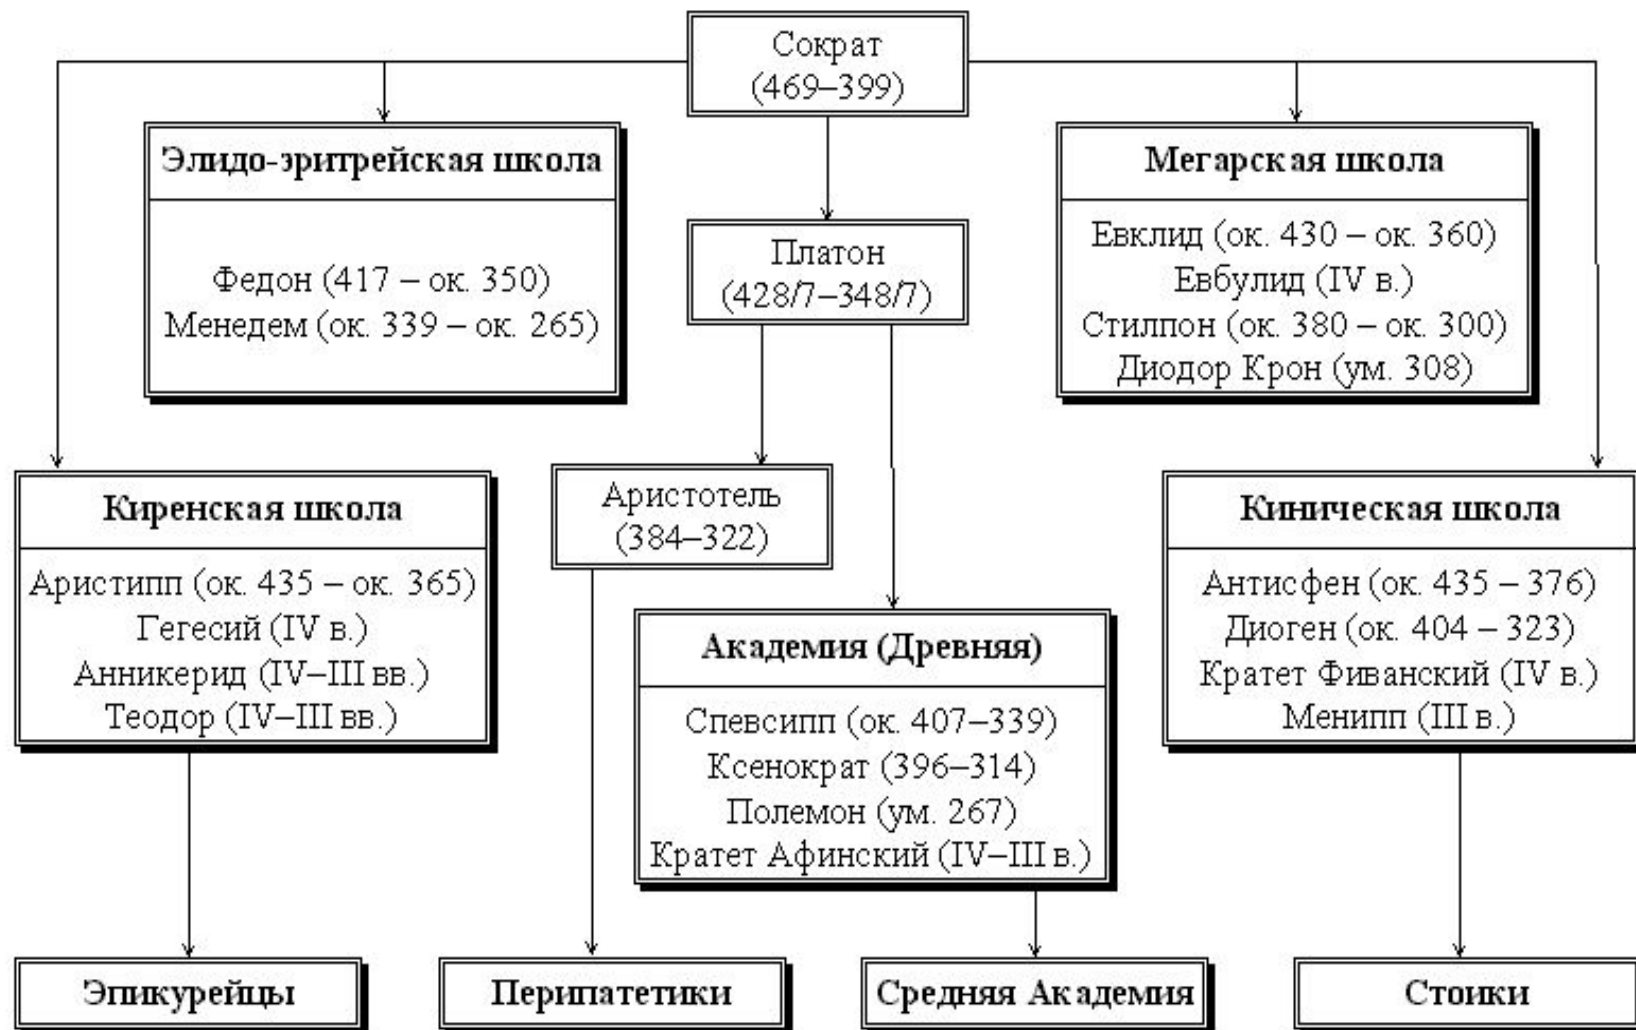 Сократ
(469–399)
Элидо-эритрейская школа
Федон (417 – ок. 350)
Менедем (ок. 339 – ок. 265)
Платон
(428/7–348/7)
Мегарская школа
Евклид (ок. 430 – ок. 360)
Евбулид (IV в.)
Стилпон (ок. 380 – ок. 300)
Диодор Крон (ум. 308)
Киренская школа
Аристипп (ок. 435 – ок. 365)
Гегесий (IV в.)
Анникерид (IV–III вв.)
Теодор (IV–III вв.)
Аристотель
(384–322)
Академия (Древняя)
Спевсипп (ок. 407–339)
Ксенократ (396–314)
Полемон (ум. 267)
Кратет Афинский (IV–III в.)
Киническая школа
Антисфен (ок. 435 – 376)
Диоген (ок. 404 – 323)
Кратет Фиванский (IV в.)
Менипп (III в.)
Эпикурейцы
Перипатетики
Средняя Академия
Стоики